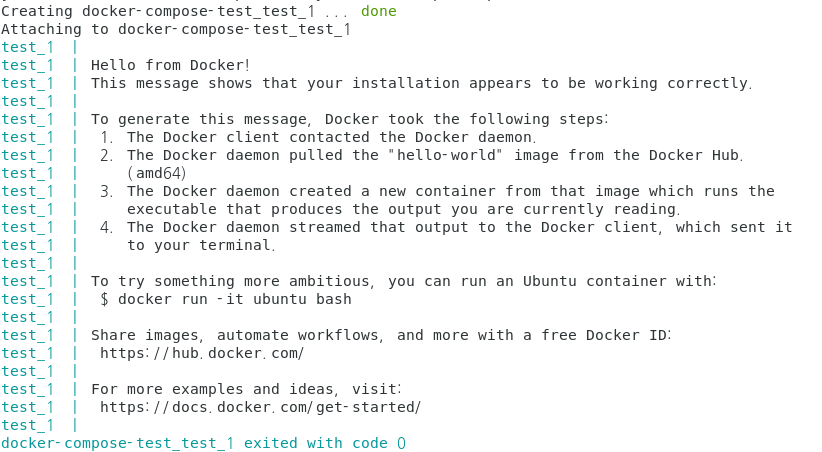 Creating docker-compose-test_test_1 ... done
Attaching to docker-compose-test_test_1
test_1  |
test_1  | Hello from Docker!
test_1  | This message shows that your installation appears to be working correctly.
test_1  |
test_1  | To generate this message, Docker took the following steps:
test_1  |  1. The Docker client contacted the Docker daemon.
test_1  |  2. The Docker daemon pulled the "hello-world" image from the Docker Hub.
test_1  |     (amd64)
test_1  |  3. The Docker daemon created a new container from that image which runs the
test_1  |     executable that produces the output you are currently reading.
test_1  |  4. The Docker daemon streamed that output to the Docker client, which sent it
test_1  |     to your terminal.
test_1  |
test_1  | To try something more ambitious, you can run an Ubuntu container with:
test_1  |  $ docker run -it ubuntu bash
test_1  |
test_1  | Share images, automate workflows, and more with a free Docker ID:
test_1  |  https://hub.docker.com/
test_1  |
test_1  | For more examples and ideas, visit:
test_1  |  https://docs.docker.com/get-started/
test_1  |
docker-compose-test_test_1 exited with code 0